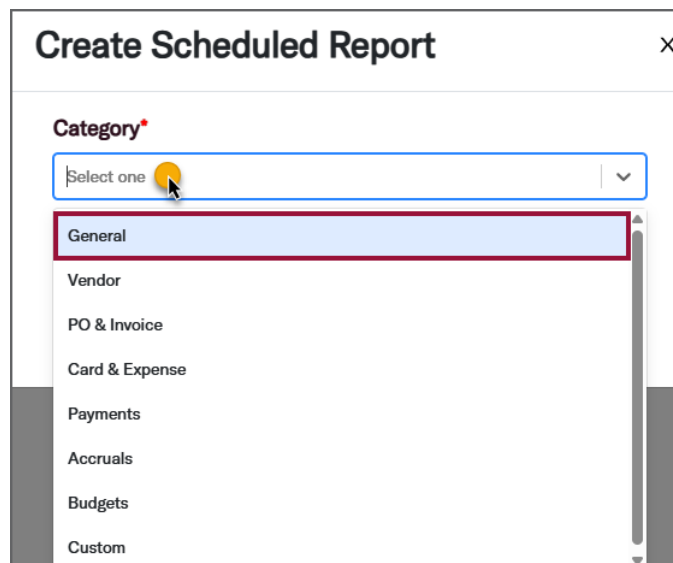 Create Scheduled Report
Category*
Select one
General
Vendor
PO & Invoice
Card & Expense
Payments
Accruals
Budgets
Custom